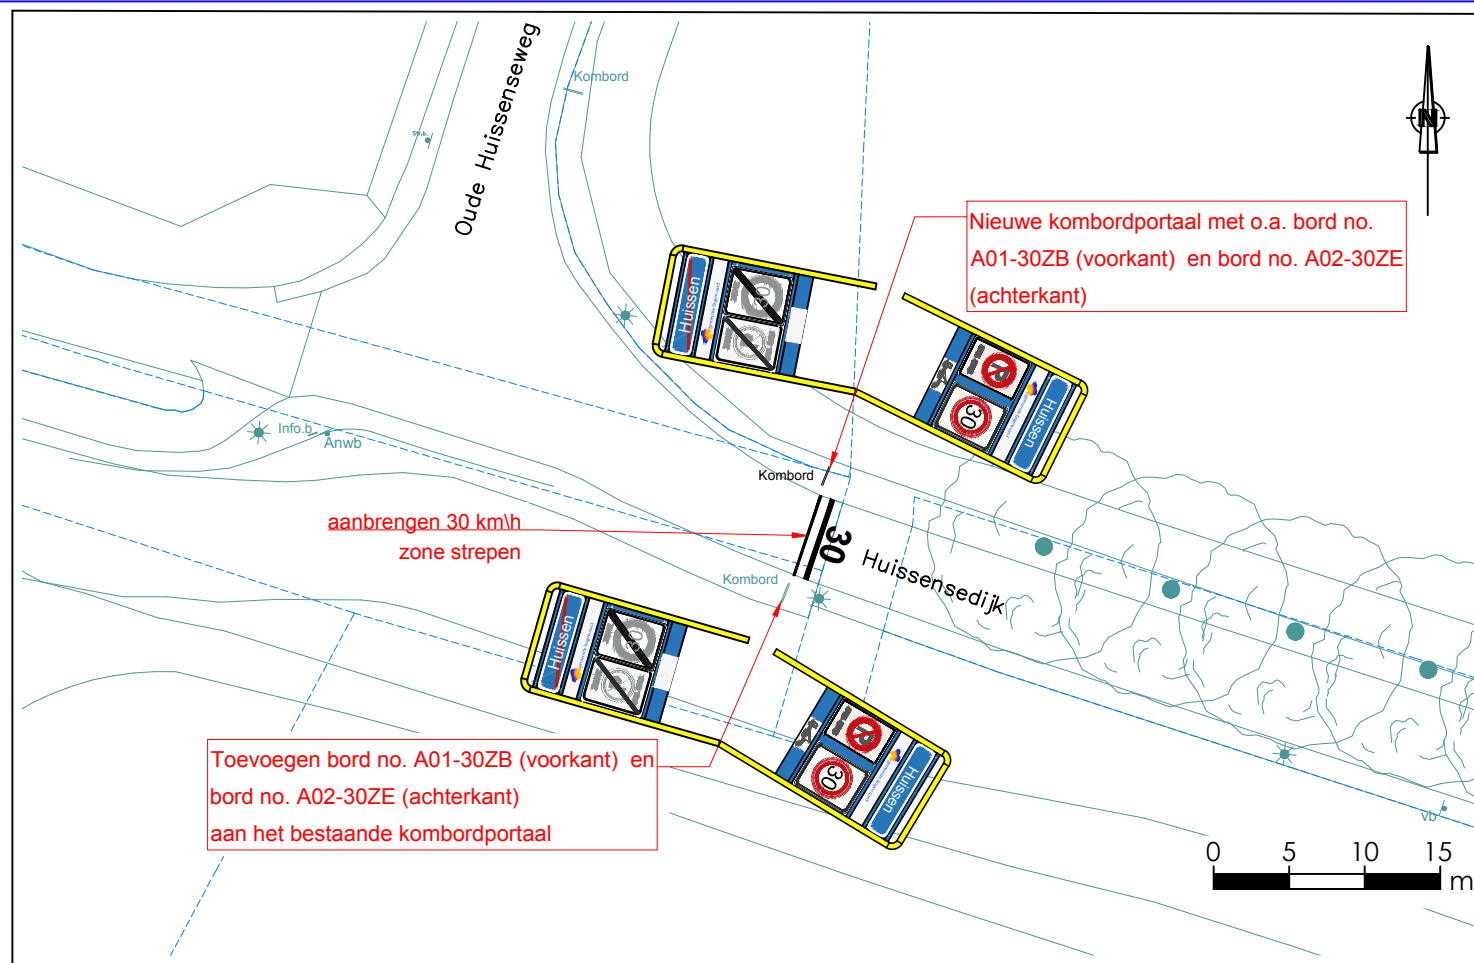 Kombord
Oude Huissenseweg
N
Nieuwe kombordportaal met o.a. bord no.
A01-30ZB (voorkant) en bord no. A02-30ZE
(achterkant)
Huissen
30
Huissen
Info.b
Anwb
Kombord
aanbrengen 30 km\h
zone strepen
30
Huissensedijk
Kombord
Huissen
30
Huissen
Toevoegen bord no. A01-30ZB (voorkant) en
bord no. A02-30ZE (achterkant)
aan het bestaande kombordportaal
vb
0 5 10 15
m